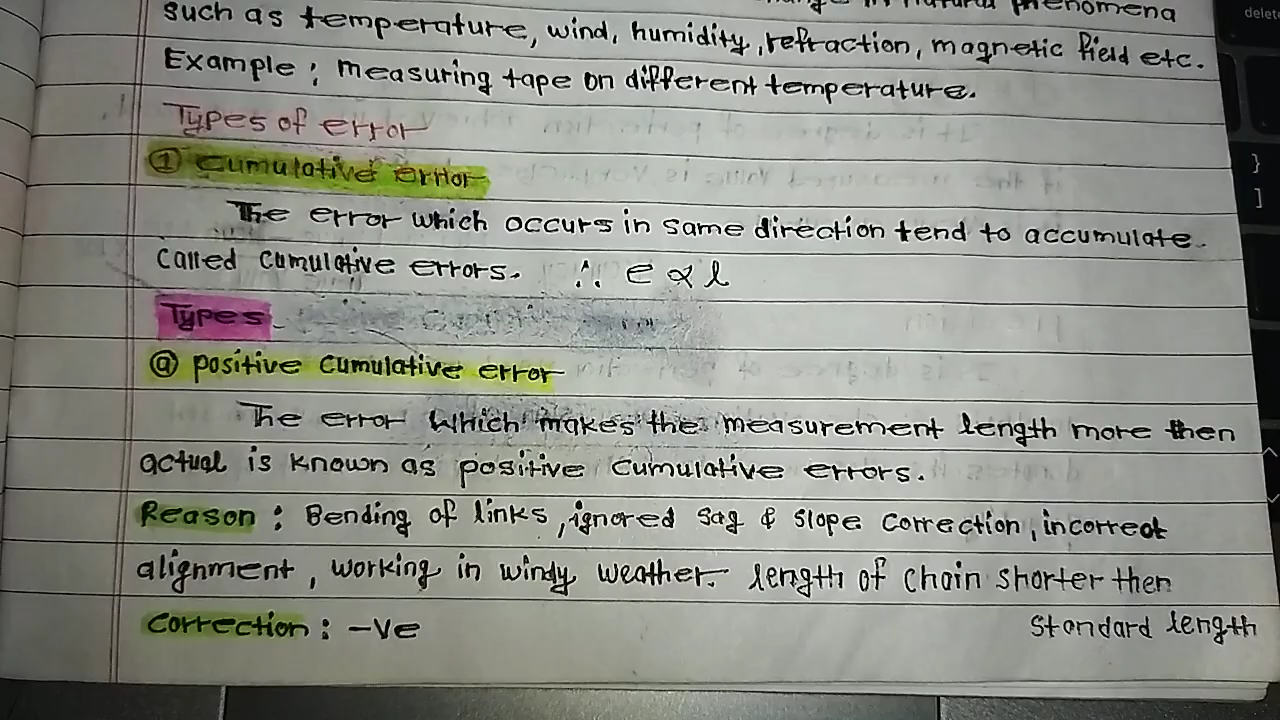 in natural phenomena
such as temperature, wind, humidity, refraction, magnetic field etc.
Example : measuring tape on different temperature.
Types of error
① Cumulative error
The error which occurs in same direction tend to accumulate.
Called cumulative errors. ∴ e ∝ l
Types
ⓐ positive cumulative error
The error which makes the measurement length more then
actual is known as positive cumulative errors.
Reason : Bending of links, ignored sag & slope correction, incorrect
alignment, working in windy weather. length of chain shorter then
standard length
Correction : -ve
delete
}
]